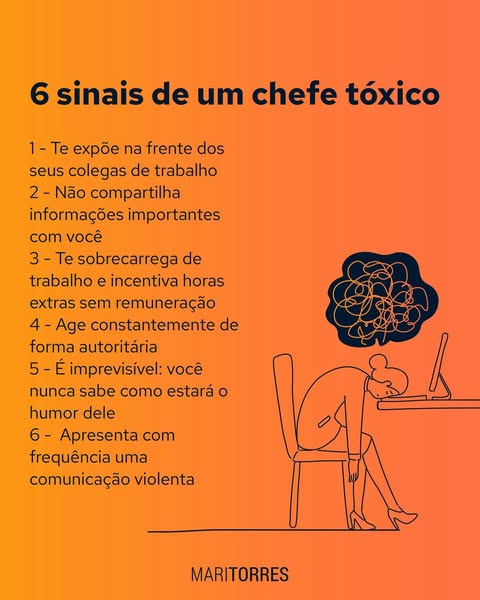 6 sinais de um chefe tóxico
1 - Te expõe na frente dos
seus colegas de trabalho
2 - Não compartilha
informações importantes
com você
3 - Te sobrecarrega de
trabalho e incentiva horas
extras sem remuneração
4 - Age constantemente de
forma autoritária
5 - É imprevisível: você
nunca sabe como estará o
humor dele
6 -  Apresenta com
frequência uma
comunicação violenta
MARITORRES